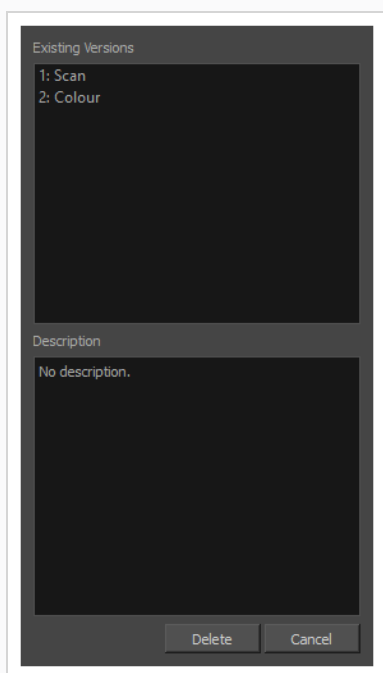 Existing Versions
1: Scan
2: Colour
Description
No description.
Delete
Cancel